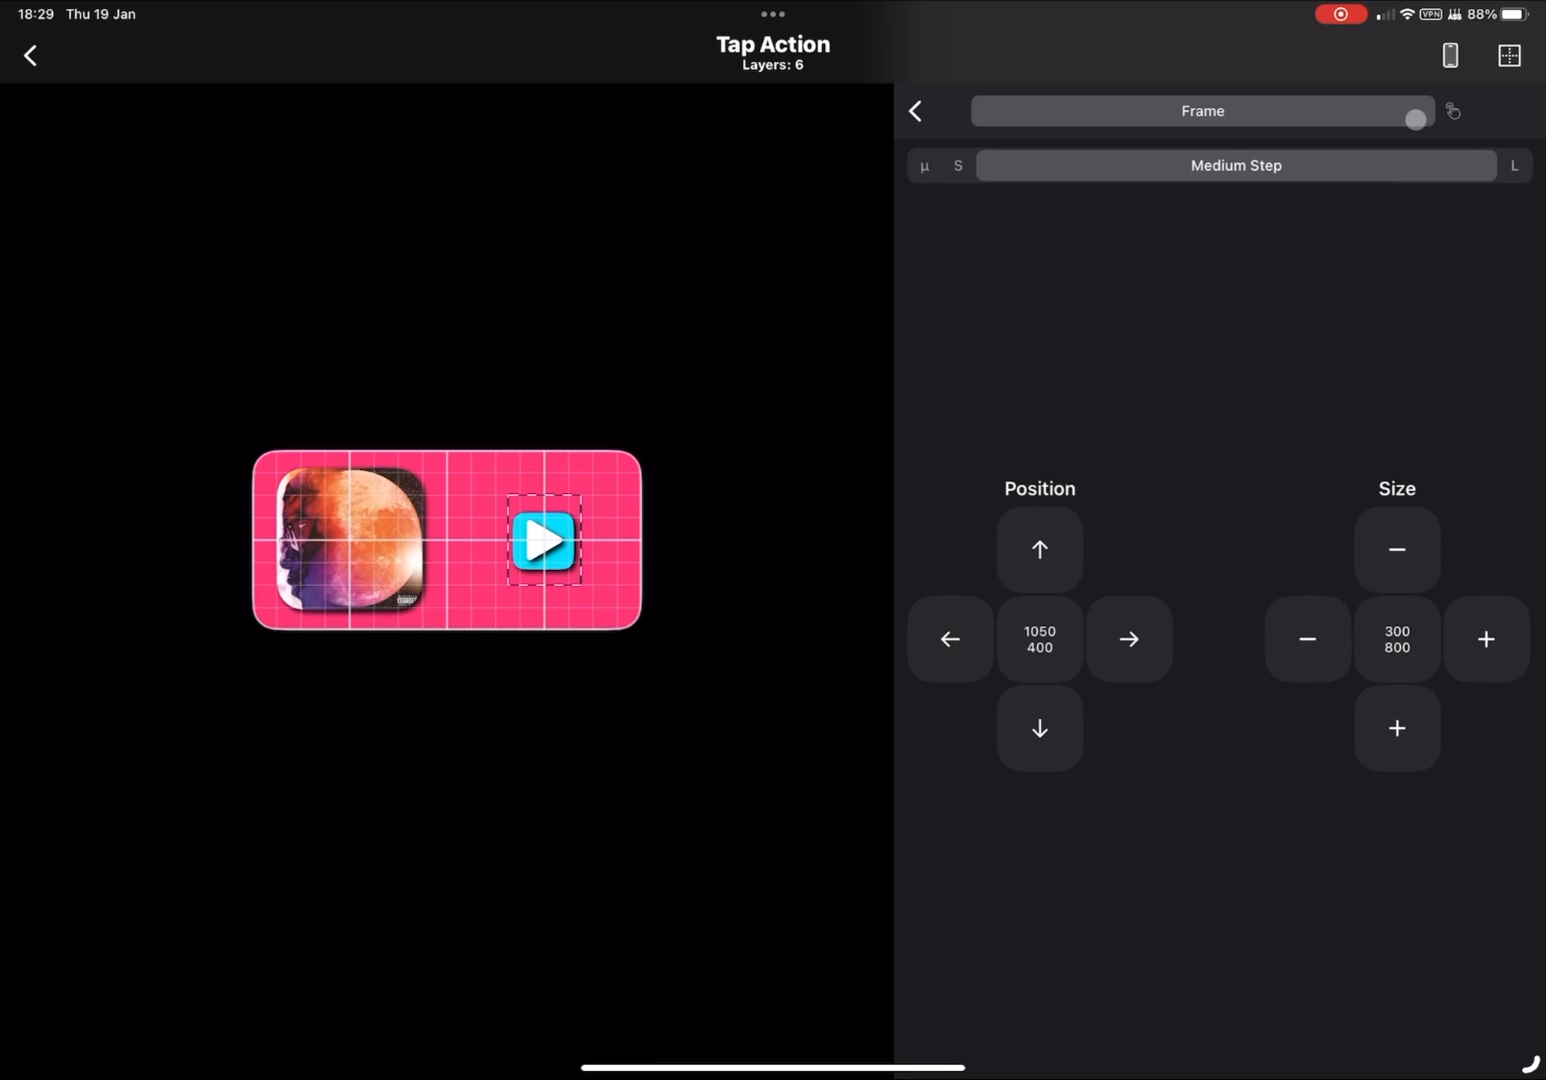 18:29 Thu 19 Jan
VPN 88%
Tap Action
Layers: 6
Frame
μ S Medium Step L
Position Size
1050
400
300
800